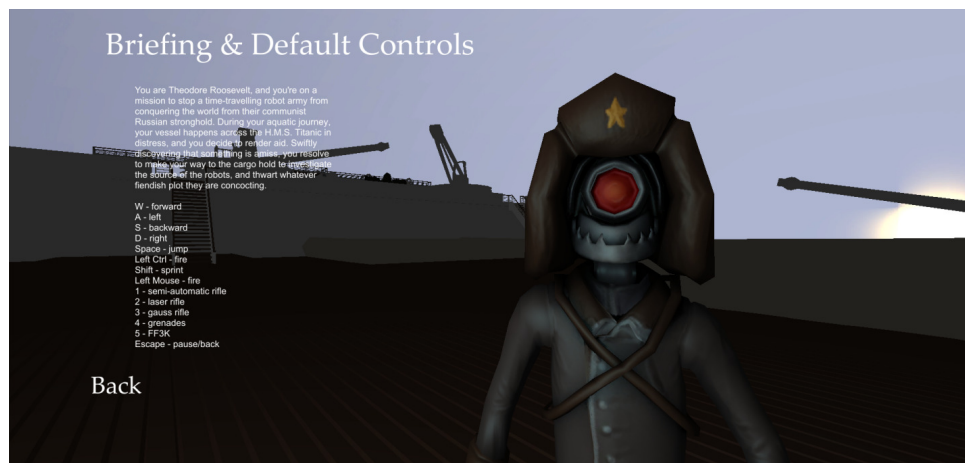 Briefing & Default Controls
You are Theodore Roosevelt, and you're on a
mission to stop a time-travelling robot army from
conquering the world from their communist
Russian stronghold. During your aquatic journey,
your vessel happens across the H.M.S. Titanic in
distress, and you decide to render aid. Swiftly
discovering that something is amiss, you resolve
to make your way to the cargo hold to investigate
the source of the robots, and thwart whatever
fiendish plot they are concocting.
W - forward
A - left
S - backward
D - right
Space - jump
Left Ctrl - fire
Shift - sprint
Left Mouse - fire
1 - semi-automatic rifle
2 - laser rifle
3 - gauss rifle
4 - grenades
5 - FF3K
Escape - pause/back
Back